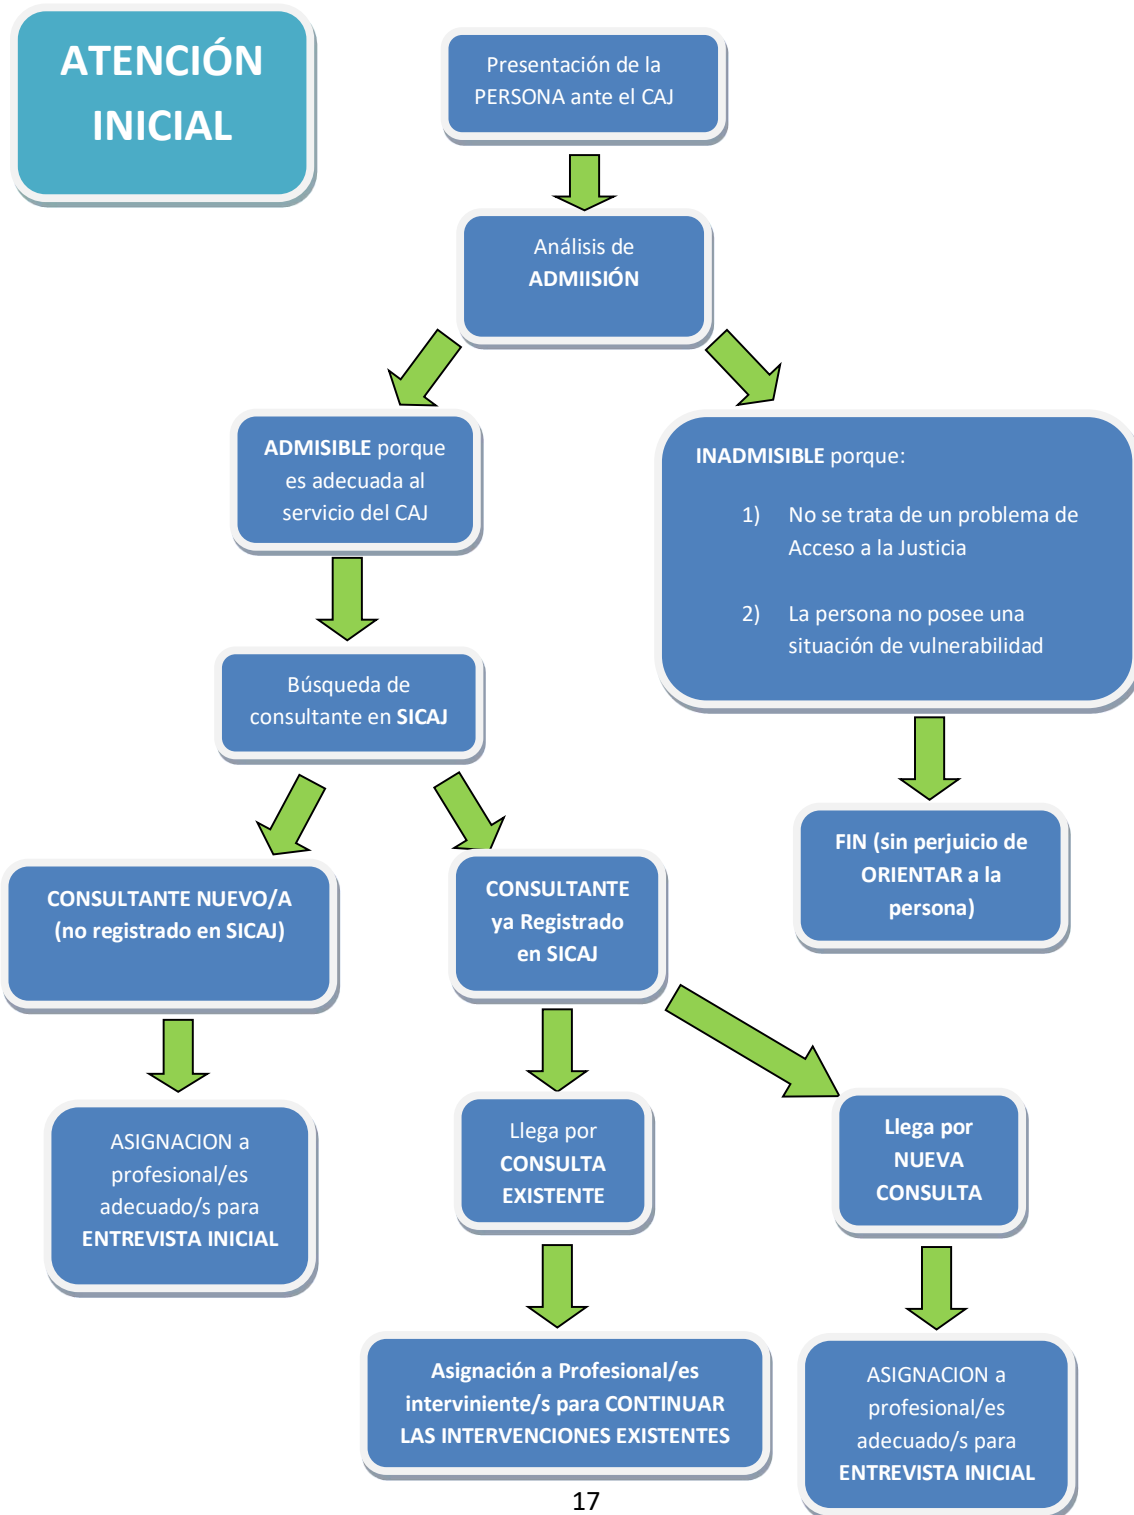 ATENCIÓN
INICIAL
Presentación de la
PERSONA ante el CAJ
Análisis de
ADMIISIÓN
ADMISIBLE porque
es adecuada al
servicio del CAJ
INADMISIBLE porque:
1) No se trata de un problema de
Acceso a la Justicia
2) La persona no posee una
situación de vulnerabilidad
Búsqueda de
consultante en SICAJ
FIN (sin perjuicio de
ORIENTAR a la
persona)
CONSULTANTE NUEVO/A
(no registrado en SICAJ)
CONSULTANTE
ya Registrado
en SICAJ
ASIGNACION a
profesional/es
adecuado/s para
ENTREVISTA INICIAL
Llega por
CONSULTA
EXISTENTE
Llega por
NUEVA
CONSULTA
Asignación a Profesional/es
interviniente/s para CONTINUAR
LAS INTERVENCIONES EXISTENTES
ASIGNACION a
profesional/es
adecuado/s para
ENTREVISTA INICIAL
17